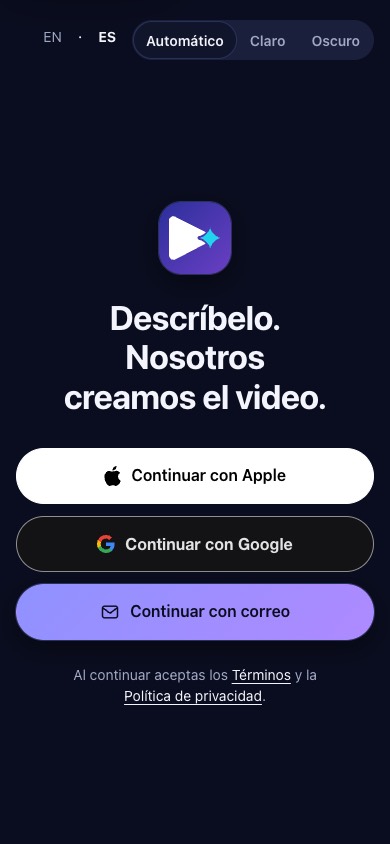 EN · ES Automático Claro Oscuro
Descríbelo.
Nosotros
creamos el video.
Continuar con Apple
Continuar con Google
Continuar con correo
Al continuar aceptas los Términos y la
Política de privacidad.